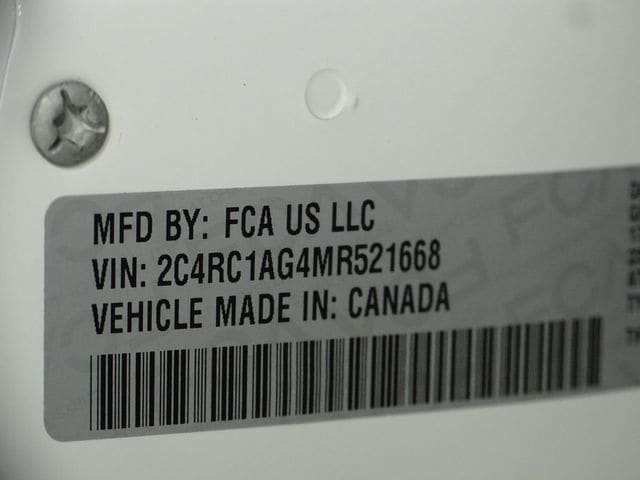 MFD BY: FCA US LLC
VIN: 2C4RC1AG4MR521668
VEHICLE MADE IN: CANADA